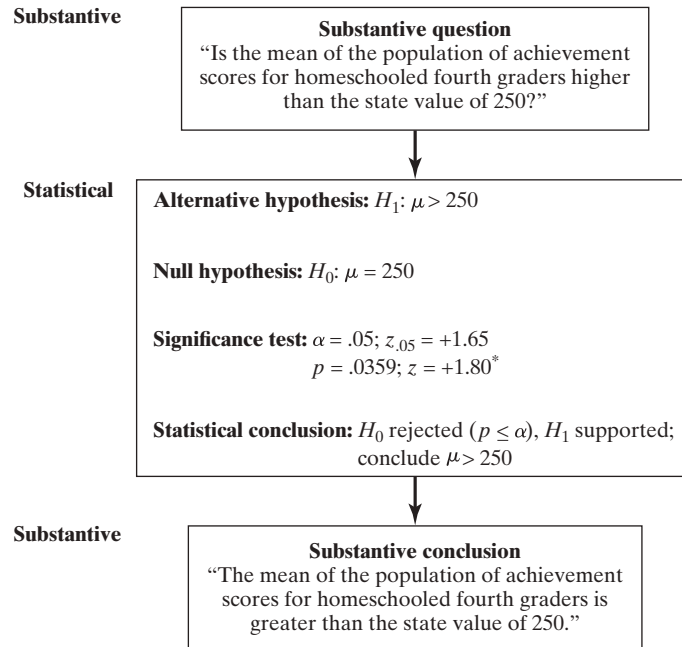 Substantive
Substantive question
“Is the mean of the population of achievement
scores for homeschooled fourth graders higher
than the state value of 250?”
Statistical
Alternative hypothesis: H₁: μ > 250
Null hypothesis: H₀: μ = 250
Significance test: α = .05; z.₀₅ = +1.65
p = .0359; z = +1.80*
Statistical conclusion: H₀ rejected (p ≤ α), H₁ supported;
conclude μ > 250
Substantive
Substantive conclusion
“The mean of the population of achievement
scores for homeschooled fourth graders is
greater than the state value of 250.”